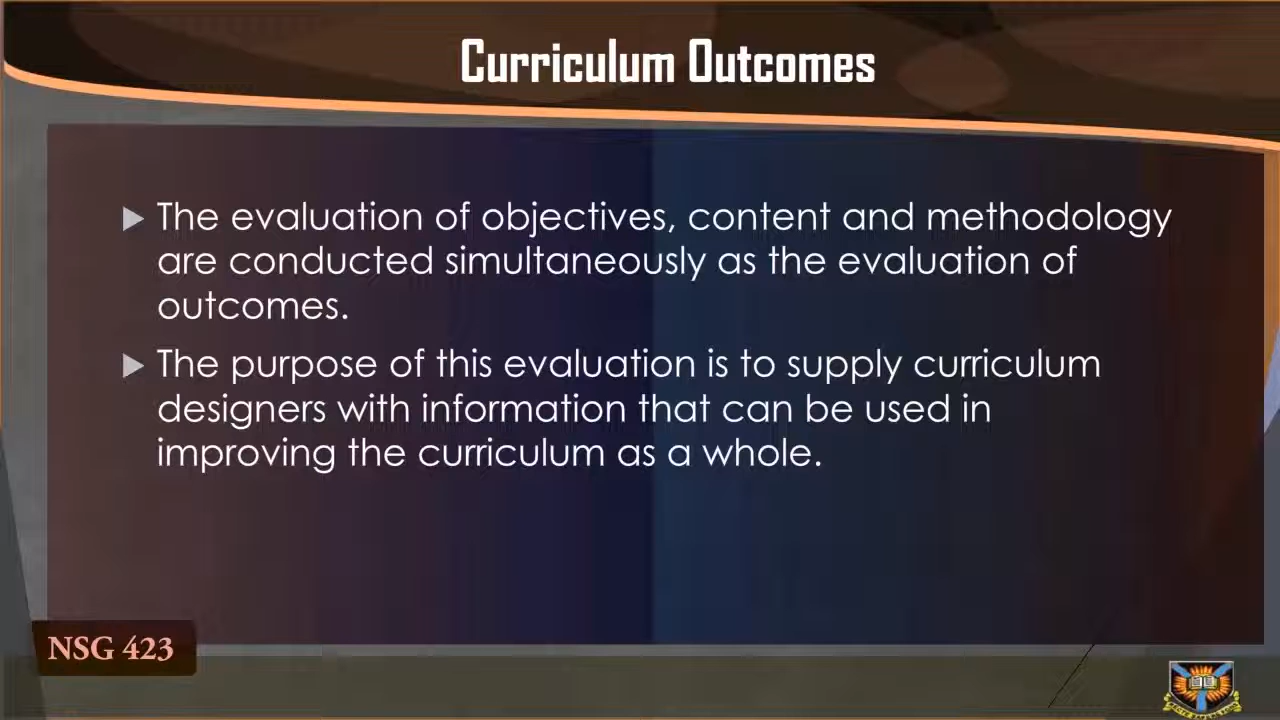 Curriculum Outcomes
The evaluation of objectives, content and methodology
are conducted simultaneously as the evaluation of
outcomes.
The purpose of this evaluation is to supply curriculum
designers with information that can be used in
improving the curriculum as a whole.
NSG 423